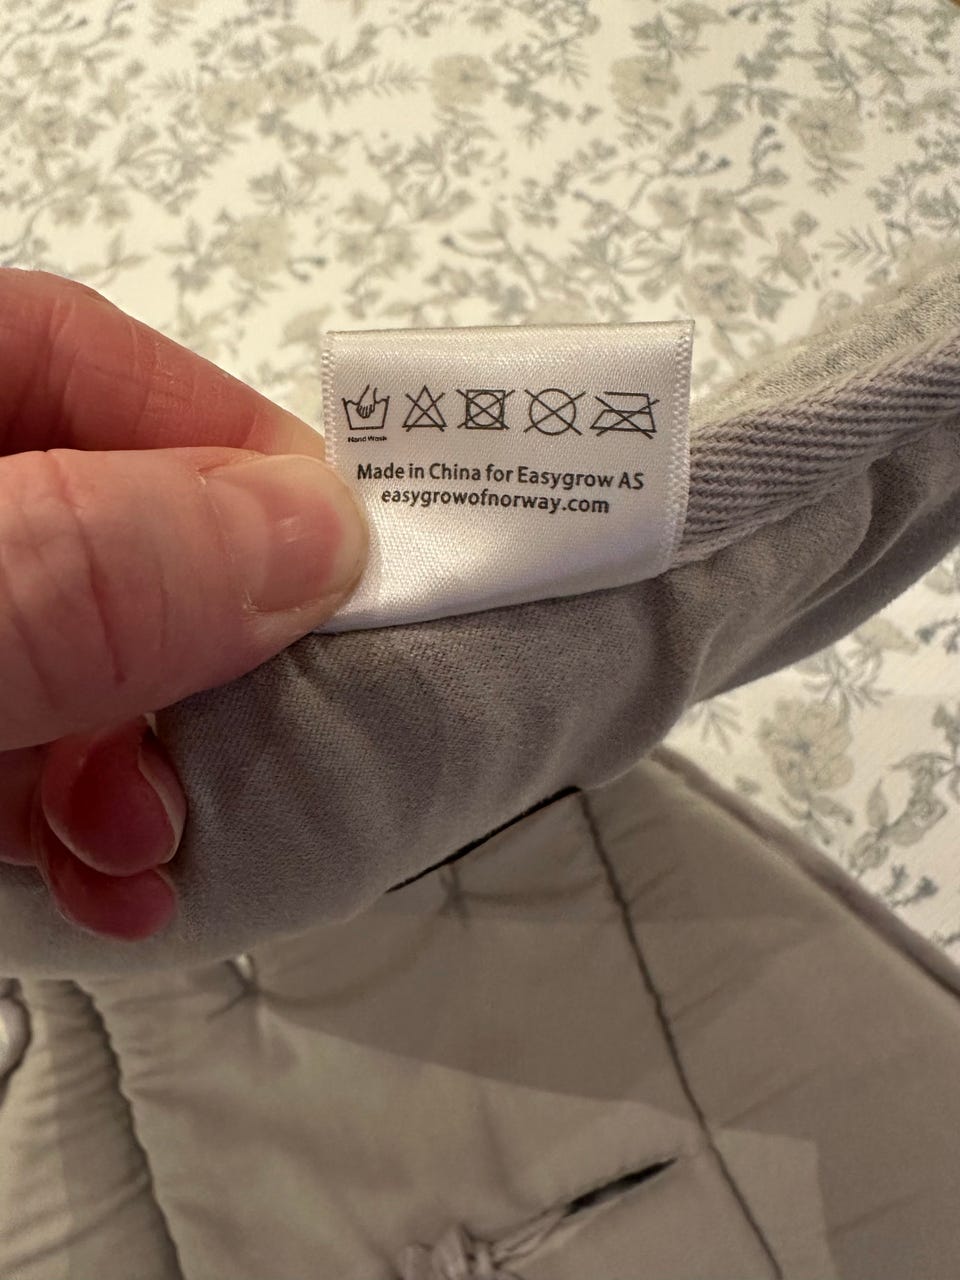 Hand Wash
Made in China for Easygrow AS
easygrowofnorway.com